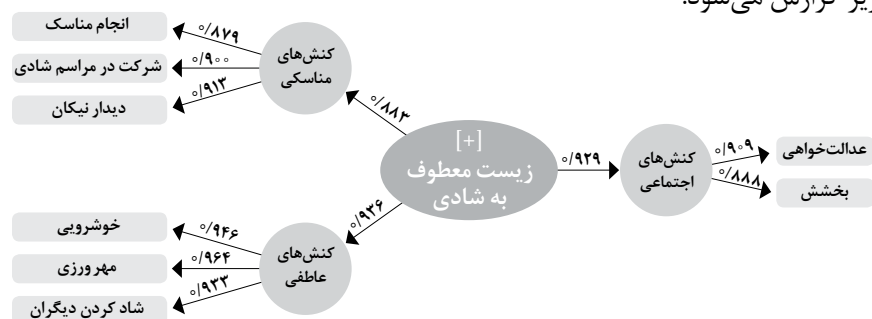 زیر گزارش می‌شود:
انجام مناسک
شرکت در مراسم شادی
دیدار نیکان
۰/۸۷۹
۰/۹۰۰
۰/۹۱۳
کنش‌های
مناسکی
۰/۸۸۳
[+]
زیست معطوف
به شادی
۰/۹۲۹
کنش‌های
اجتماعی
۰/۹۰۹
۰/۸۸۸
عدالت‌خواهی
بخشش
۰/۹۳۶
کنش‌های
عاطفی
۰/۹۴۶
۰/۹۶۴
۰/۹۳۳
خوشرویی
مهرورزی
شاد کردن دیگران